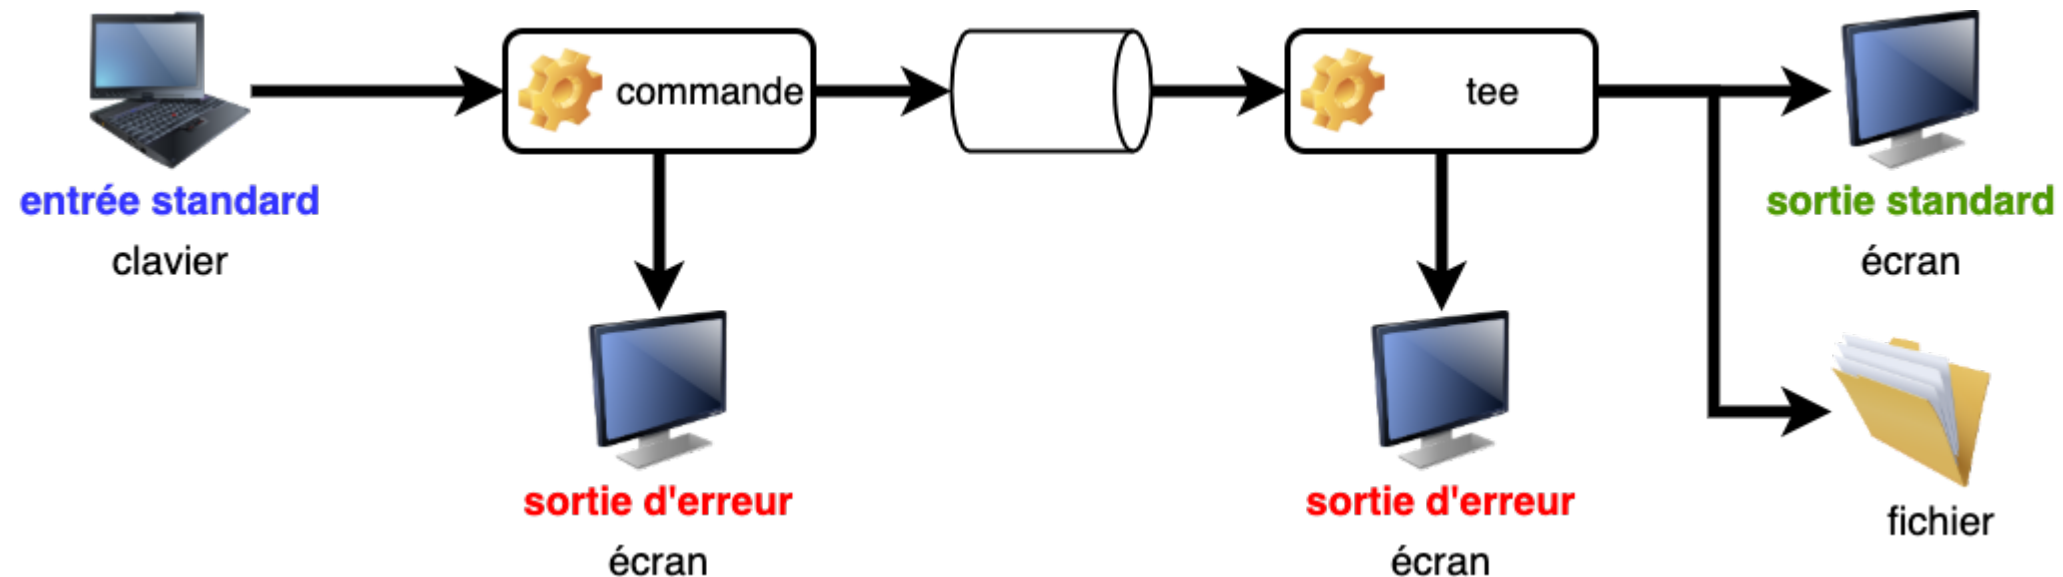 commande
tee
entrée standard
clavier
sortie standard
écran
sortie d'erreur
écran
sortie d'erreur
écran
fichier